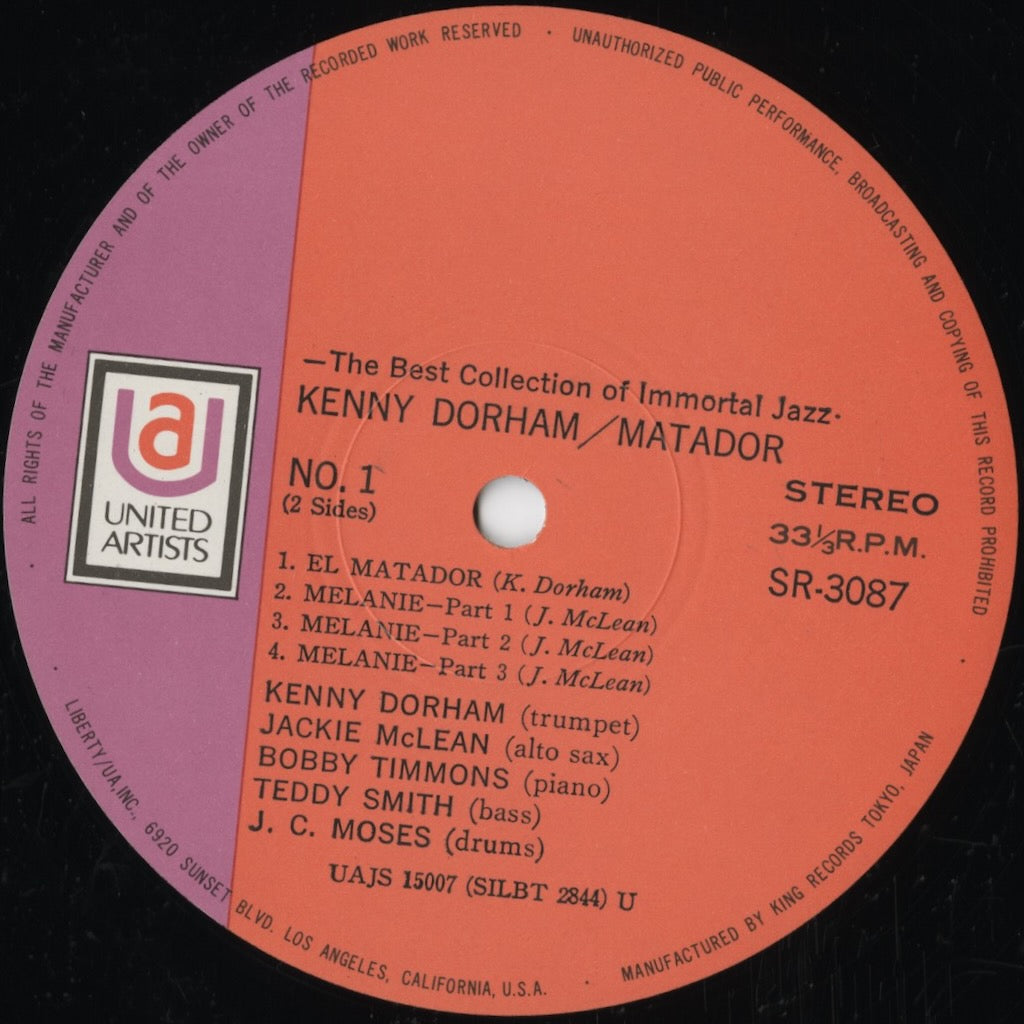 ALL RIGHTS OF THE MANUFACTURER AND OF THE OWNER OF THE RECORDED WORK RESERVED · UNAUTHORIZED PUBLIC PERFORMANCE, BROADCASTING AND COPYING OF THIS RECORD PROHIBITED
—The Best Collection of Immortal Jazz·
KENNY DORHAM/MATADOR
NO. 1
(2 Sides)
STEREO
33⅓R.P.M.
SR-3087
ua
UNITED
ARTISTS
1. EL MATADOR (K. Dorham)
2. MELANIE—Part 1 (J. McLean)
3. MELANIE—Part 2 (J. McLean)
4. MELANIE—Part 3 (J. McLean)
KENNY DORHAM (trumpet)
JACKIE McLEAN (alto sax)
BOBBY TIMMONS (piano)
TEDDY SMITH (bass)
J. C. MOSES (drums)
UAJS 15007 (SILBT 2844) U
LIBERTY/UA,INC., 6920 SUNSET BLVD. LOS ANGELES, CALIFORNIA, U.S.A. · MANUFACTURED BY KING RECORDS TOKYO, JAPAN